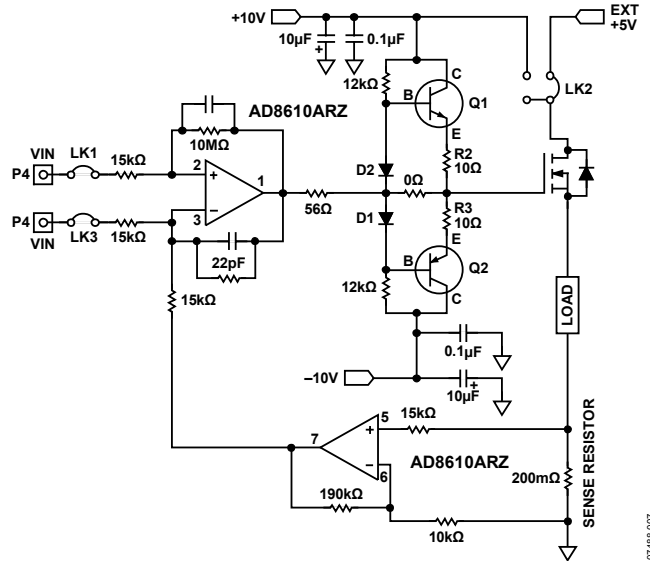 +10V
10µF
+
0.1µF
EXT
+5V
12kΩ
C
B
Q1
E
LK2
AD8610ARZ
10MΩ
D2
R2
10Ω
VIN
P4
LK1
15kΩ
2
+
1
56Ω
0Ω
P4
VIN
LK3
15kΩ
–
3
D1
R3
10Ω
E
B
Q2
C
22pF
12kΩ
15kΩ
LOAD
0.1µF
–10V
10µF
+
15kΩ
5
+
7
–
6
AD8610ARZ
190kΩ
10kΩ
200mΩ
SENSE RESISTOR